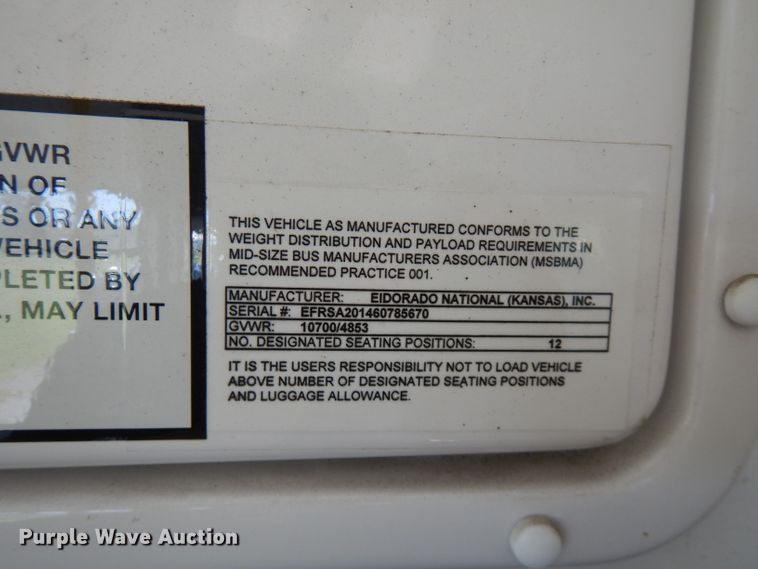 GVWR
N OF
S OR ANY
VEHICLE
PLETED BY
, MAY LIMIT
THIS VEHICLE AS MANUFACTURED CONFORMS TO THE
WEIGHT DISTRIBUTION AND PAYLOAD REQUIREMENTS IN
MID-SIZE BUS MANUFACTURERS ASSOCIATION (MSBMA)
RECOMMENDED PRACTICE 001.
MANUFACTURER: ElDORADO NATIONAL (KANSAS), INC.
SERIAL #: EFRSA201460785670
GVWR: 10700/4853
NO. DESIGNATED SEATING POSITIONS: 12
IT IS THE USERS RESPONSIBILITY NOT TO LOAD VEHICLE
ABOVE NUMBER OF DESIGNATED SEATING POSITIONS
AND LUGGAGE ALLOWANCE.
Purple Wave Auction